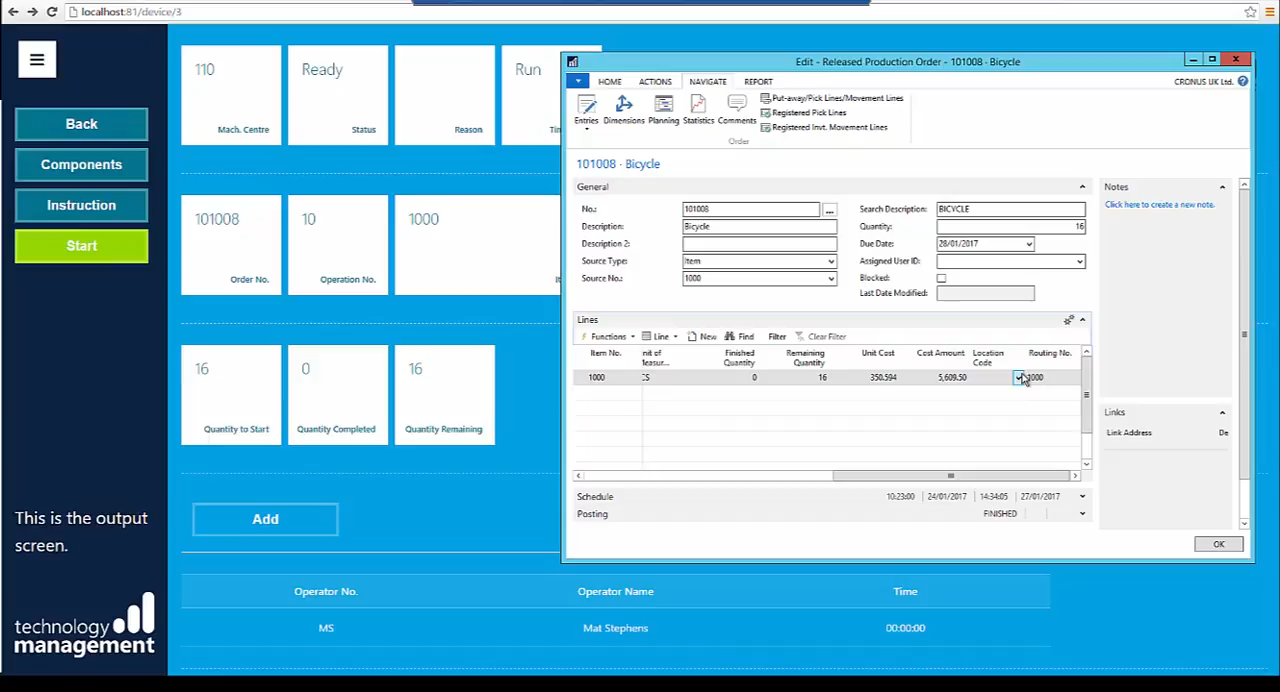 localhost:81/device/3
Back
Components
Instruction
Start
This is the output
screen.
technology
management
110
Mach. Centre
Ready
Status
Reason
Run
101008
Order No.
10
Operation No.
1000
16
Quantity to Start
0
Quantity Completed
16
Quantity Remaining
Add
Operator No. Operator Name Time
MS Mat Stephens 00:00:00
Edit - Released Production Order - 101008 · Bicycle
HOME ACTIONS NAVIGATE REPORT CRONUS UK Ltd.
Entries Dimensions Planning Statistics Comments
Put-away/Pick Lines/Movement Lines
Registered Pick Lines
Registered Invt. Movement Lines
Order
101008 · Bicycle
General
No.: 101008 ...
Description: Bicycle
Description 2:
Source Type: Item
Source No.: 1000
Search Description: BICYCLE
Quantity: 16
Due Date: 28/01/2017
Assigned User ID:
Blocked:
Last Date Modified:
Lines
Functions Line New Find Filter Clear Filter
Item No. nit of Measur... Finished Quantity Remaining Quantity Unit Cost Cost Amount Location Code Routing No.
1000 CS 0 16 350.594 5,609.50 1000
Schedule 10:23:00 24/01/2017 14:34:05 27/01/2017
Posting FINISHED
Notes
Click here to create a new note.
Links
Link Address De
OK